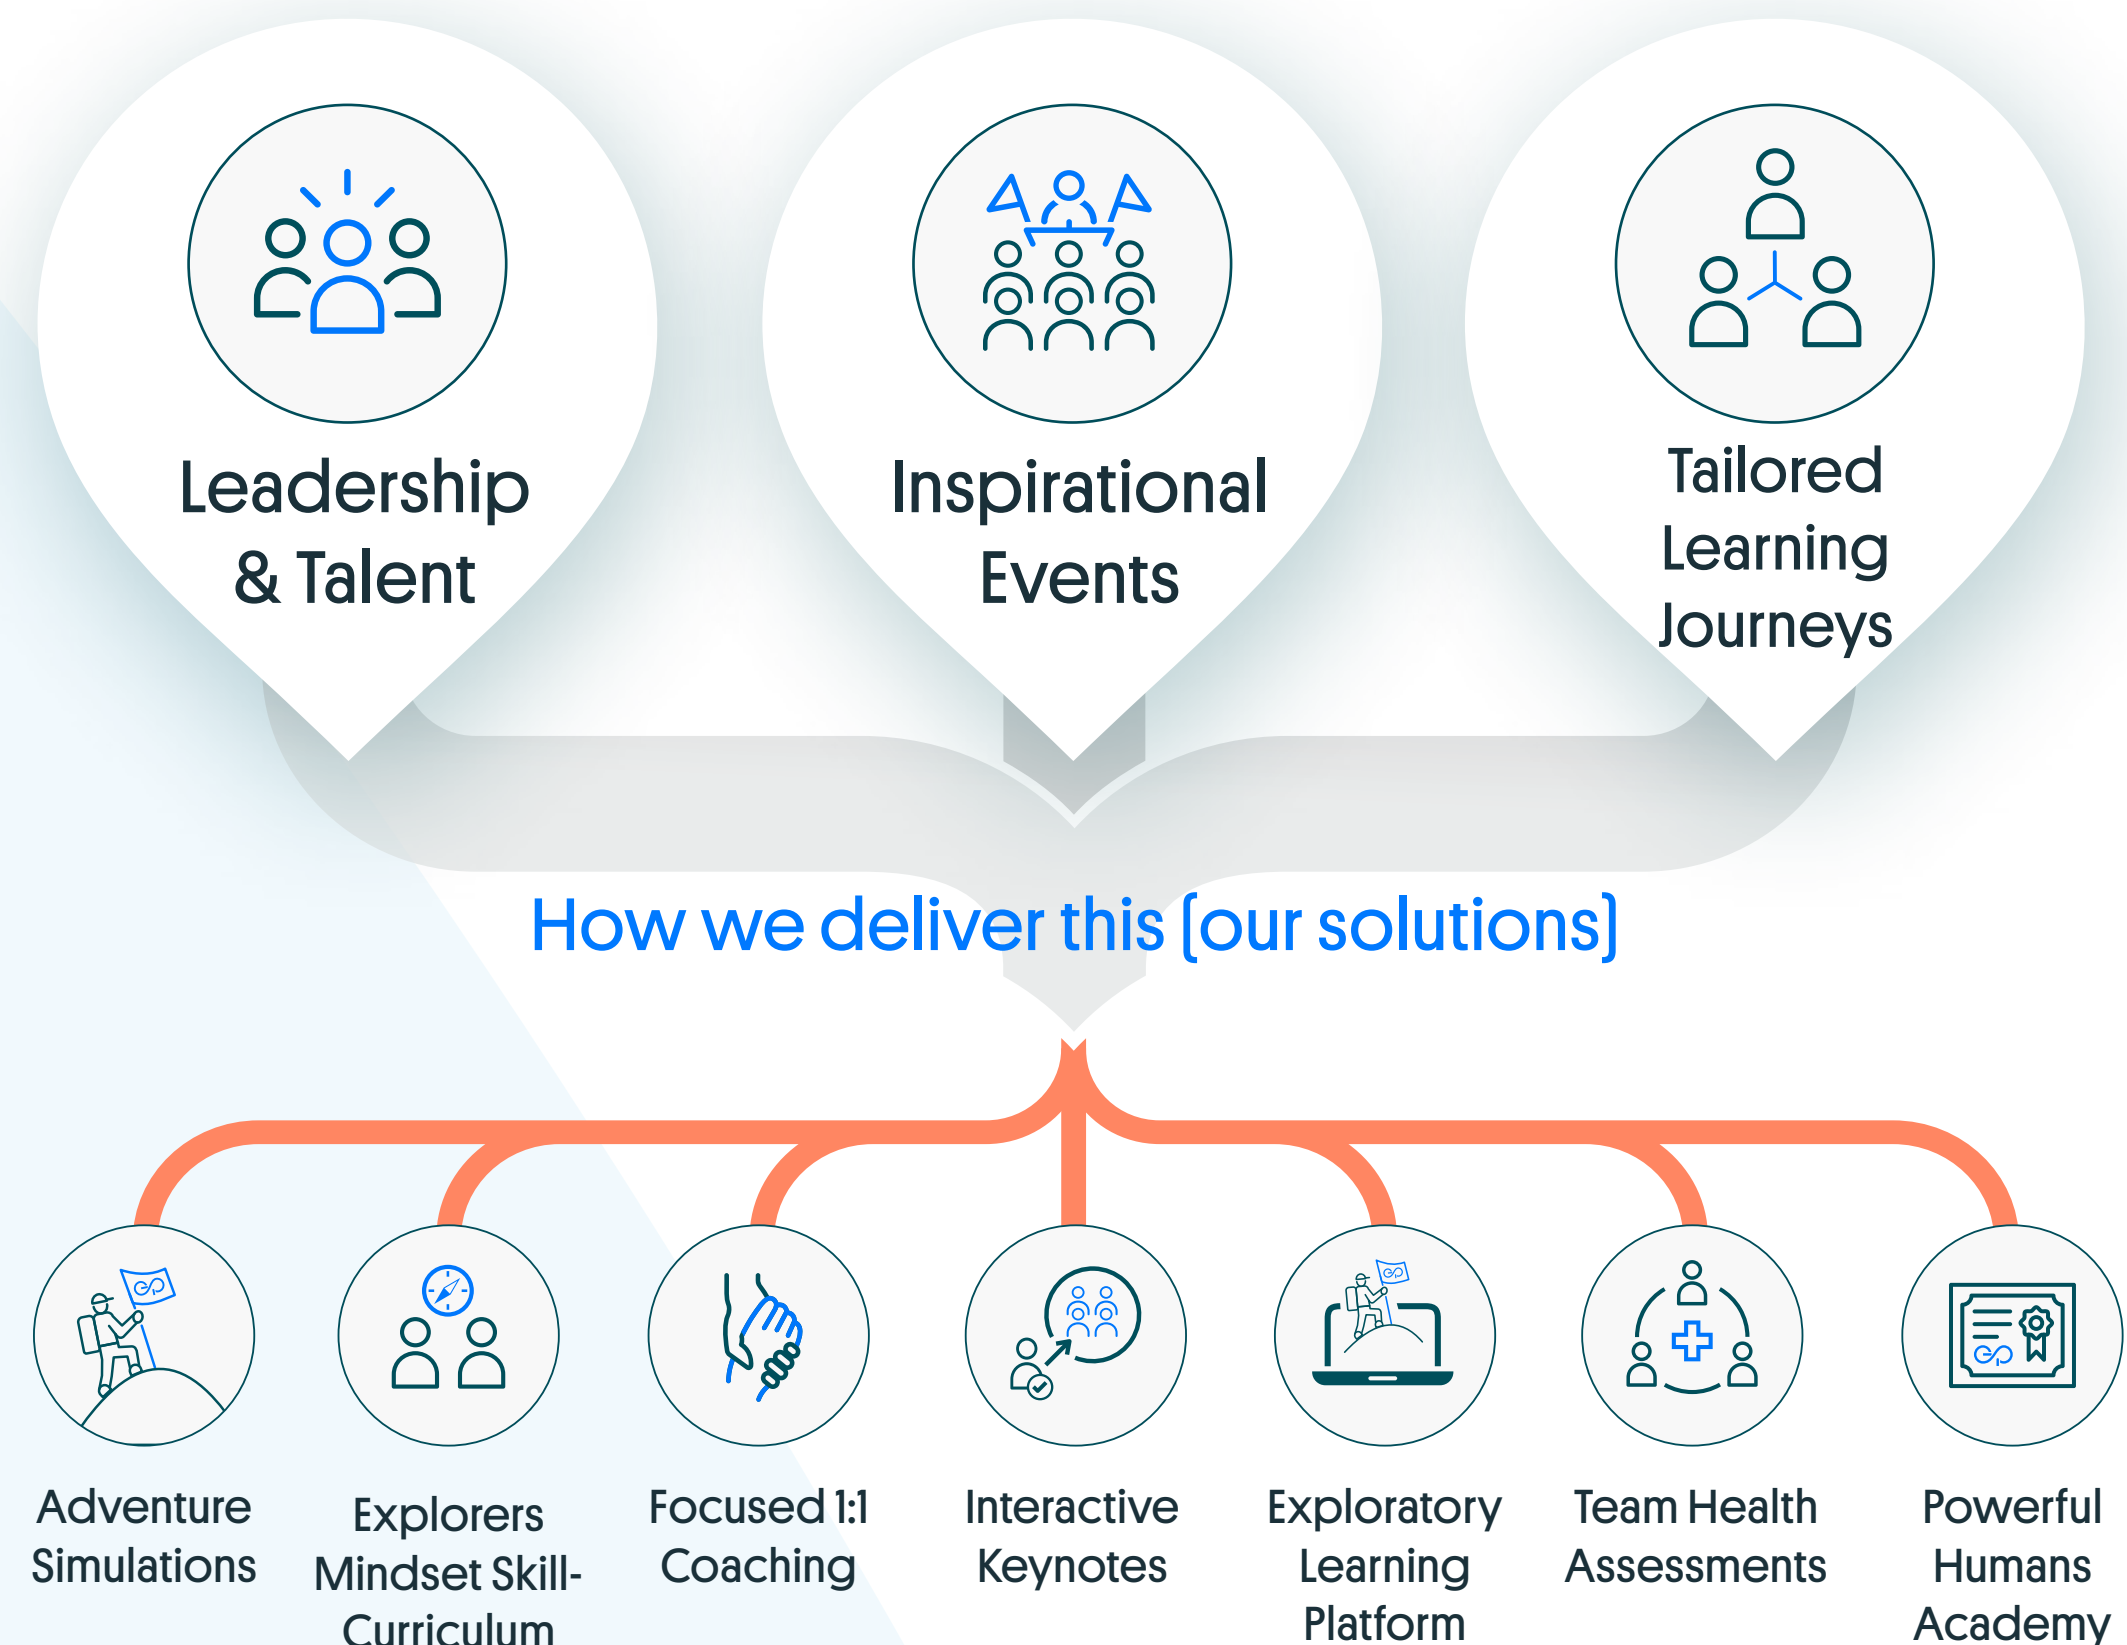 Leadership
& Talent
Inspirational
Events
Tailored
Learning
Journeys
How we deliver this (our solutions)
Adventure
Simulations
Explorers
Mindset Skill-
Curriculum
Focused 1:1
Coaching
Interactive
Keynotes
Exploratory
Learning
Platform
Team Health
Assessments
Powerful
Humans
Academy